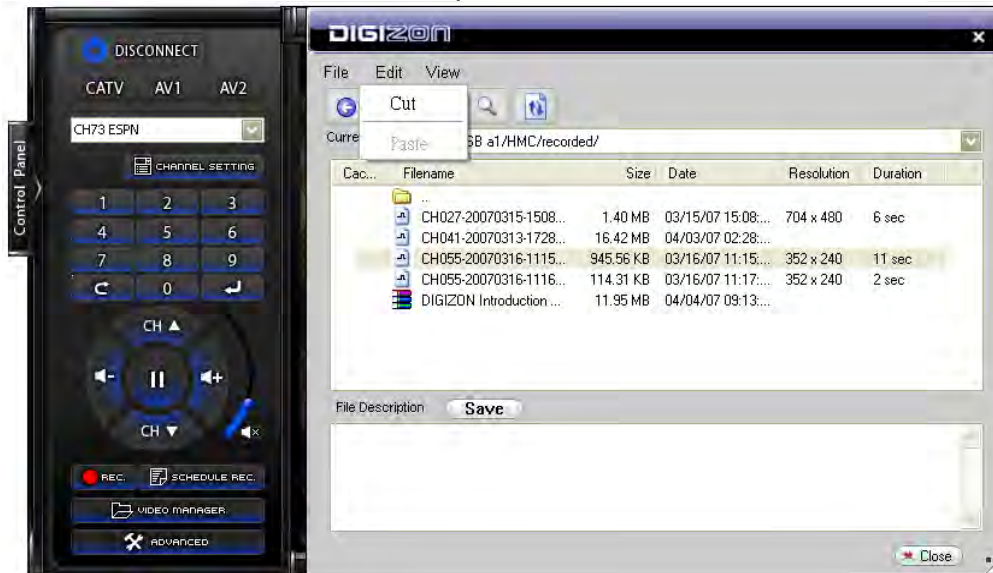 DISCONNECT
CATV AV1 AV2
CH73 ESPN
CHANNEL SETTING
1 2 3
4 5 6
7 8 9
0
CH ▲
CH ▼
REC. SCHEDULE REC.
VIDEO MANAGER
ADVANCED
Control Panel
DIGIZON
File Edit View
Cut
Paste
Curre SB a1/HMC/recorded/
Cac... Filename Size Date Resolution Duration
..
CH027-20070315-1508... 1.40 MB 03/15/07 15:08:... 704 x 480 6 sec
CH041-20070313-1728... 16.42 MB 04/03/07 02:28:...
CH055-20070316-1115... 945.56 KB 03/16/07 11:15:... 352 x 240 11 sec
CH055-20070316-1116... 114.31 KB 03/16/07 11:17:... 352 x 240 2 sec
DIGIZON Introduction ... 11.95 MB 04/04/07 09:13:...
File Description Save
Close